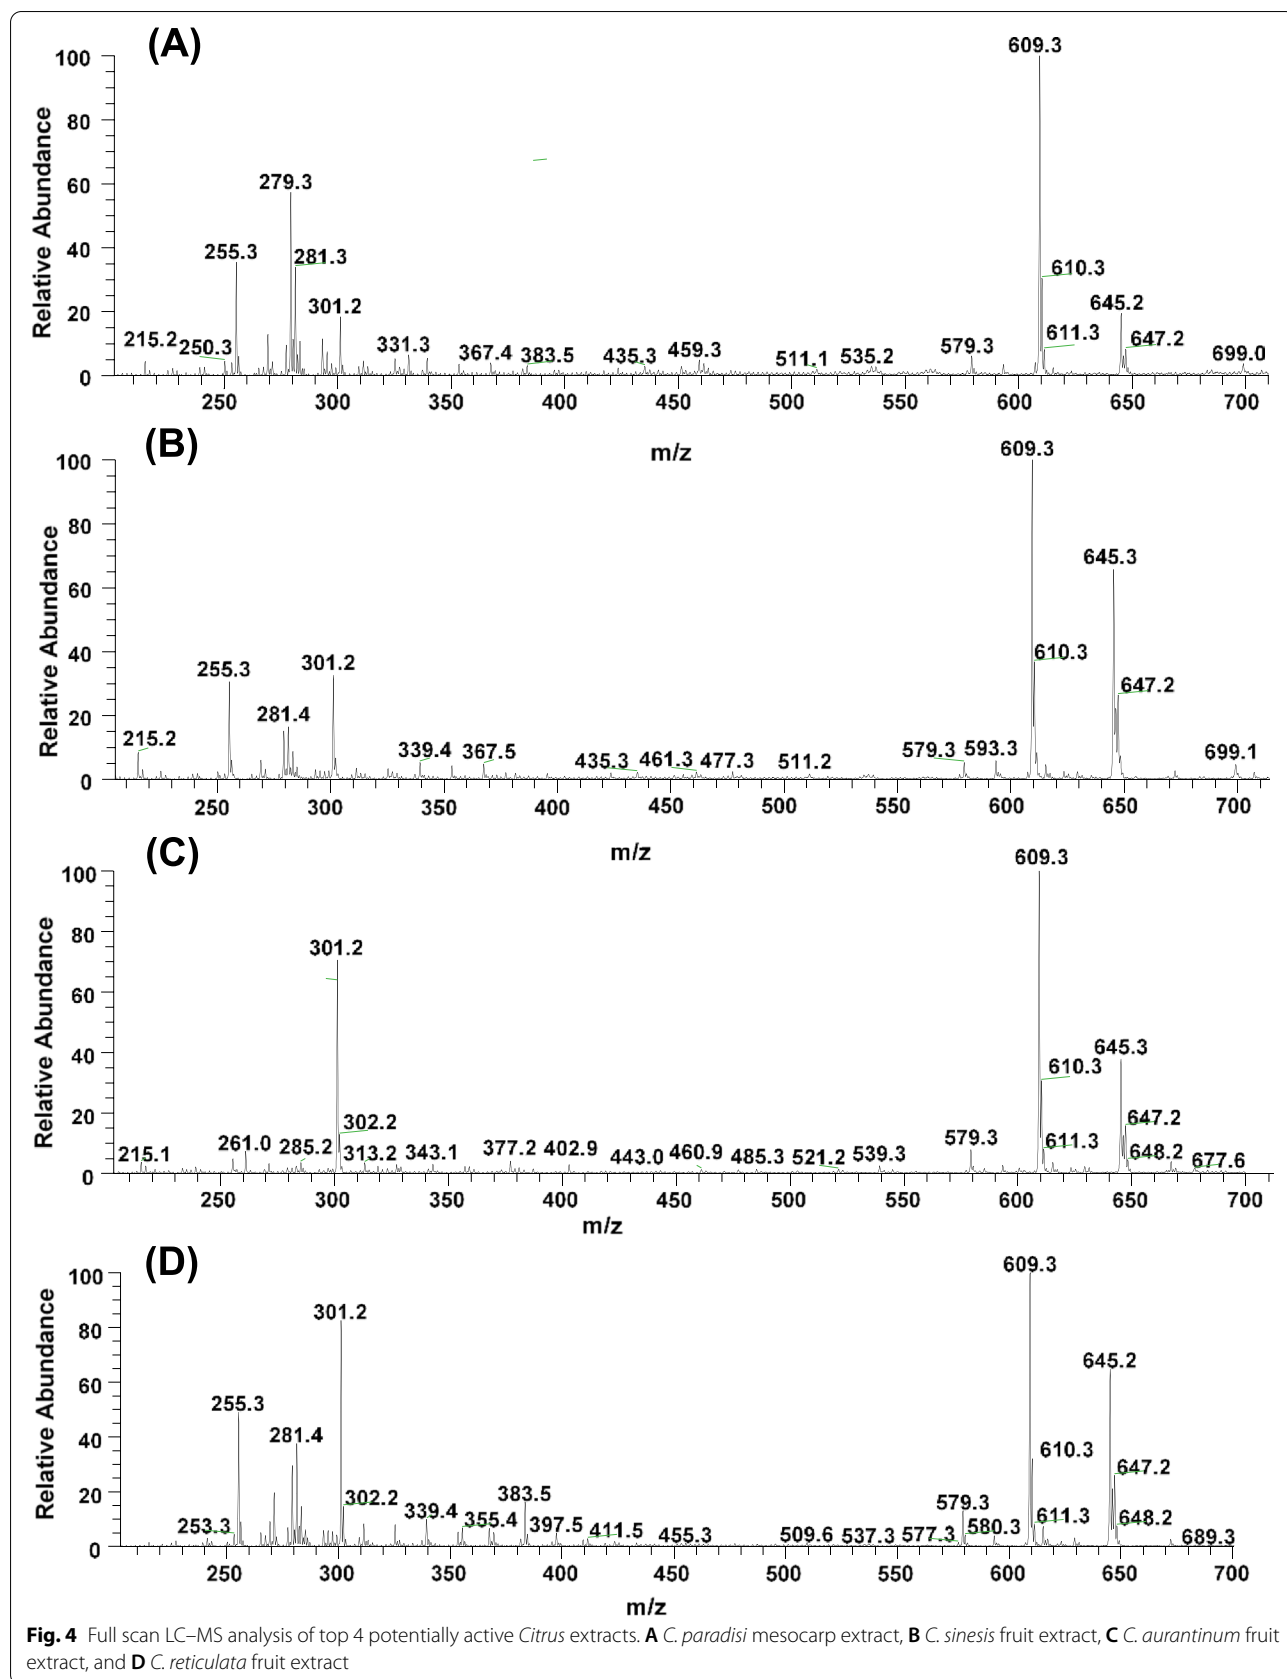 (A)
609.3
100
80
279.3
60
255.3
281.3
40
610.3
301.2
645.2
20
215.2 250.3 331.3 367.4 383.5 435.3 459.3 511.1 535.2 579.3 611.3 647.2 699.0
0
250 300 350 400 450 500 550 600 650 700
Relative Abundance
m/z
(B)
609.3
100
80
645.3
60
255.3 301.2
610.3
40
281.4 647.2
20
215.2 339.4 367.5 435.3 461.3 477.3 511.2 579.3 593.3 699.1
0
250 300 350 400 450 500 550 600 650 700
Relative Abundance
m/z
(C)
609.3
100
80
301.2
60
645.3
40
610.3
20
302.2 647.2
215.1 261.0 285.2 313.2 343.1 377.2 402.9 443.0 460.9 485.3 521.2 539.3 579.3 611.3 648.2 677.6
0
250 300 350 400 450 500 550 600 650 700
Relative Abundance
m/z
(D)
609.3
100
301.2
80
645.2
60
255.3
281.4
40
610.3
647.2
20
253.3 302.2 339.4 355.4 383.5 397.5 411.5 455.3 509.6 537.3 577.3 579.3 580.3 611.3 648.2 689.3
0
250 300 350 400 450 500 550 600 650 700
Relative Abundance
m/z
Fig. 4 Full scan LC–MS analysis of top 4 potentially active Citrus extracts. A C. paradisi mesocarp extract, B C. sinesis fruit extract, C C. aurantinum fruit
extract, and D C. reticulata fruit extract